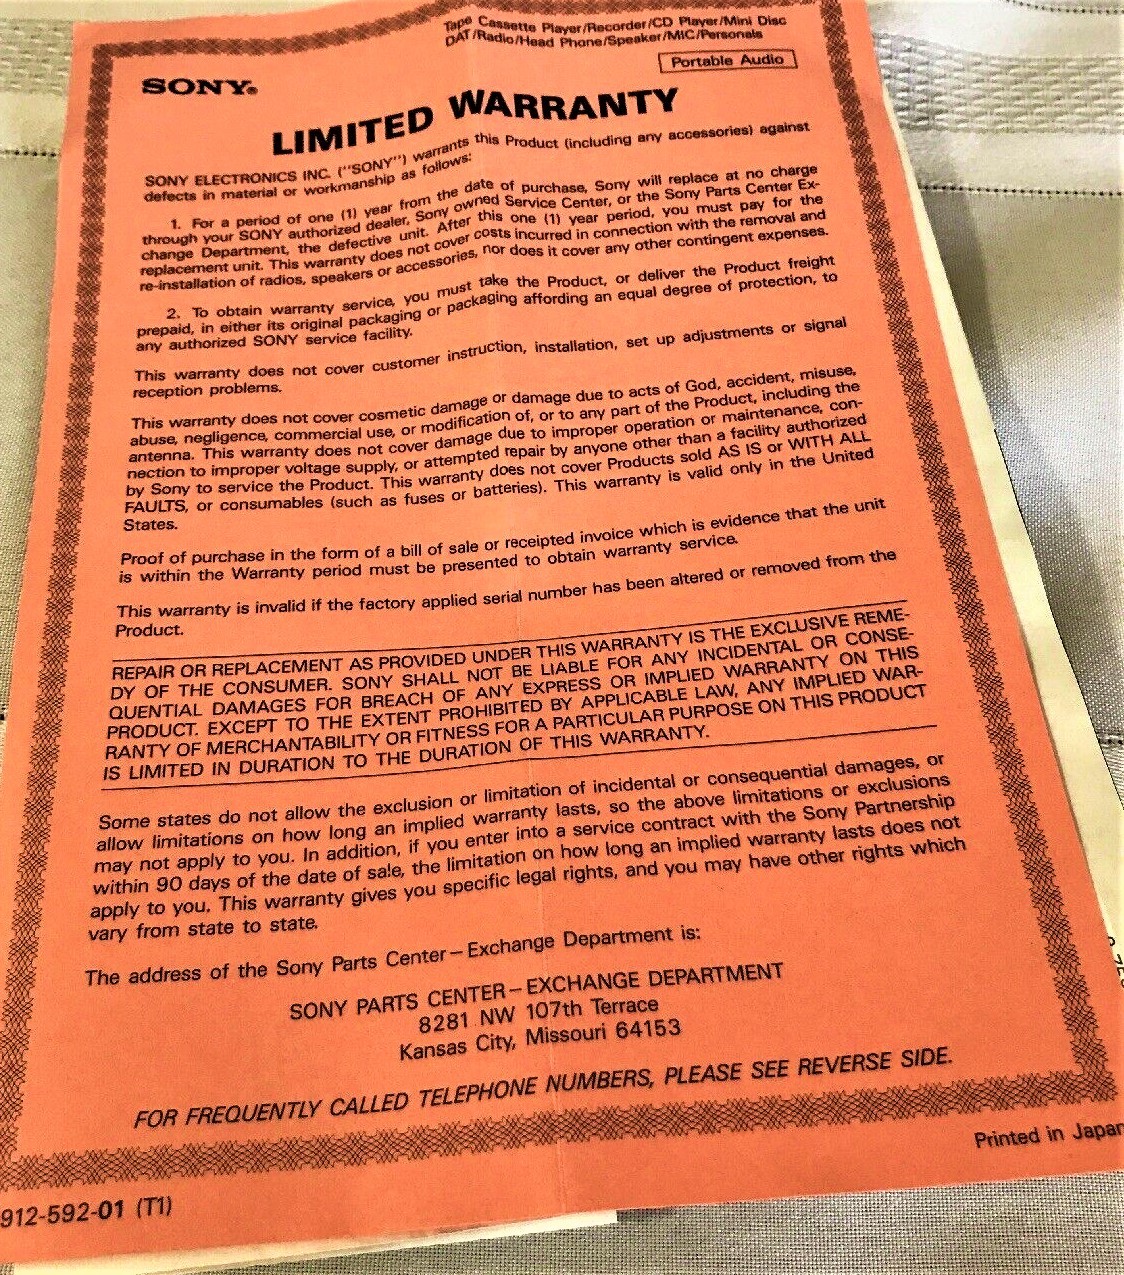 Tape Cassette Player/Recorder/CD Player/Mini Disc
DAT/Radio/Head Phone/Speaker/MIC/Personals
Portable Audio
SONY®
LIMITED WARRANTY
SONY ELECTRONICS INC. ("SONY") warrants this Product (including any accessories) against
defects in material or workmanship as follows:
1. For a period of one (1) year from the date of purchase, Sony will replace at no charge
through your SONY authorized dealer, Sony owned Service Center, or the Sony Parts Center Ex-
change Department, the defective unit. After this one (1) year period, you must pay for the
replacement unit. This warranty does not cover costs incurred in connection with the removal and
re-installation of radios, speakers or accessories, nor does it cover any other contingent expenses.
2. To obtain warranty service, you must take the Product, or deliver the Product freight
prepaid, in either its original packaging or packaging affording an equal degree of protection, to
any authorized SONY service facility.
This warranty does not cover customer instruction, installation, set up adjustments or signal
reception problems.
This warranty does not cover cosmetic damage or damage due to acts of God, accident, misuse,
abuse, negligence, commercial use, or modification of, or to any part of the Product, including the
antenna. This warranty does not cover damage due to improper operation or maintenance, con-
nection to improper voltage supply, or attempted repair by anyone other than a facility authorized
by Sony to service the Product. This warranty does not cover Products sold AS IS or WITH ALL
FAULTS, or consumables (such as fuses or batteries). This warranty is valid only in the United
States.
Proof of purchase in the form of a bill of sale or receipted invoice which is evidence that the unit
is within the Warranty period must be presented to obtain warranty service.
This warranty is invalid if the factory applied serial number has been altered or removed from the
Product.
REPAIR OR REPLACEMENT AS PROVIDED UNDER THIS WARRANTY IS THE EXCLUSIVE REME-
DY OF THE CONSUMER. SONY SHALL NOT BE LIABLE FOR ANY INCIDENTAL OR CONSE-
QUENTIAL DAMAGES FOR BREACH OF ANY EXPRESS OR IMPLIED WARRANTY ON THIS
PRODUCT. EXCEPT TO THE EXTENT PROHIBITED BY APPLICABLE LAW, ANY IMPLIED WAR-
RANTY OF MERCHANTABILITY OR FITNESS FOR A PARTICULAR PURPOSE ON THIS PRODUCT
IS LIMITED IN DURATION TO THE DURATION OF THIS WARRANTY.
Some states do not allow the exclusion or limitation of incidental or consequential damages, or
allow limitations on how long an implied warranty lasts, so the above limitations or exclusions
may not apply to you. In addition, if you enter into a service contract with the Sony Partnership
within 90 days of the date of sale, the limitation on how long an implied warranty lasts does not
apply to you. This warranty gives you specific legal rights, and you may have other rights which
vary from state to state.
The address of the Sony Parts Center – Exchange Department is:
SONY PARTS CENTER – EXCHANGE DEPARTMENT
8281 NW 107th Terrace
Kansas City, Missouri 64153
FOR FREQUENTLY CALLED TELEPHONE NUMBERS, PLEASE SEE REVERSE SIDE.
Printed in Japan
912-592-01 (T1)